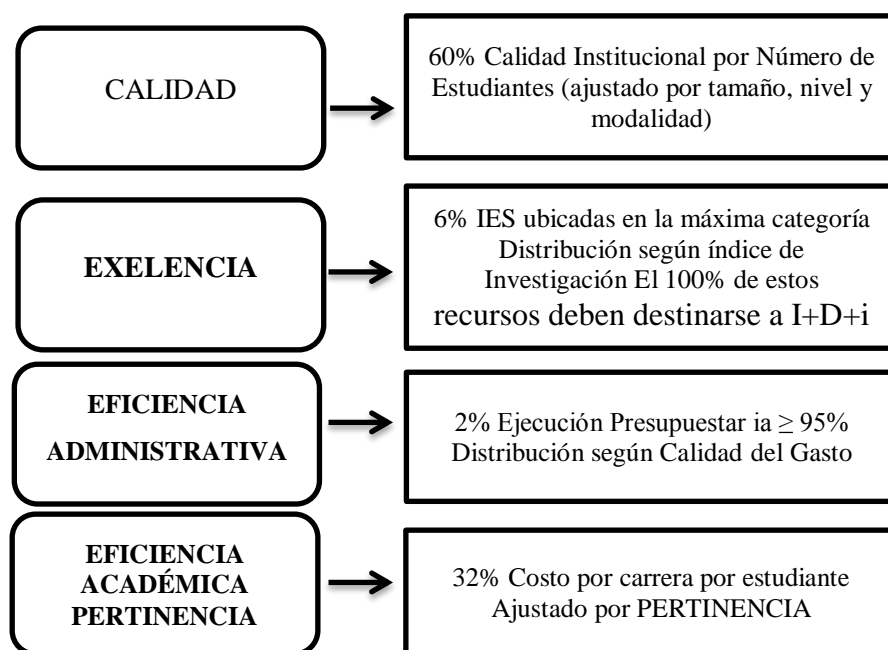 CALIDAD
60% Calidad Institucional por Número de
Estudiantes (ajustado por tamaño, nivel y
modalidad)
EXELENCIA
6% IES ubicadas en la máxima categoría
Distribución según índice de
Investigación El 100% de estos
recursos deben destinarse a I+D+i
EFICIENCIA
ADMINISTRATIVA
2% Ejecución Presupuestar ia ≥ 95%
Distribución según Calidad del Gasto
EFICIENCIA
ACADÉMICA
PERTINENCIA
32% Costo por carrera por estudiante
Ajustado por PERTINENCIA